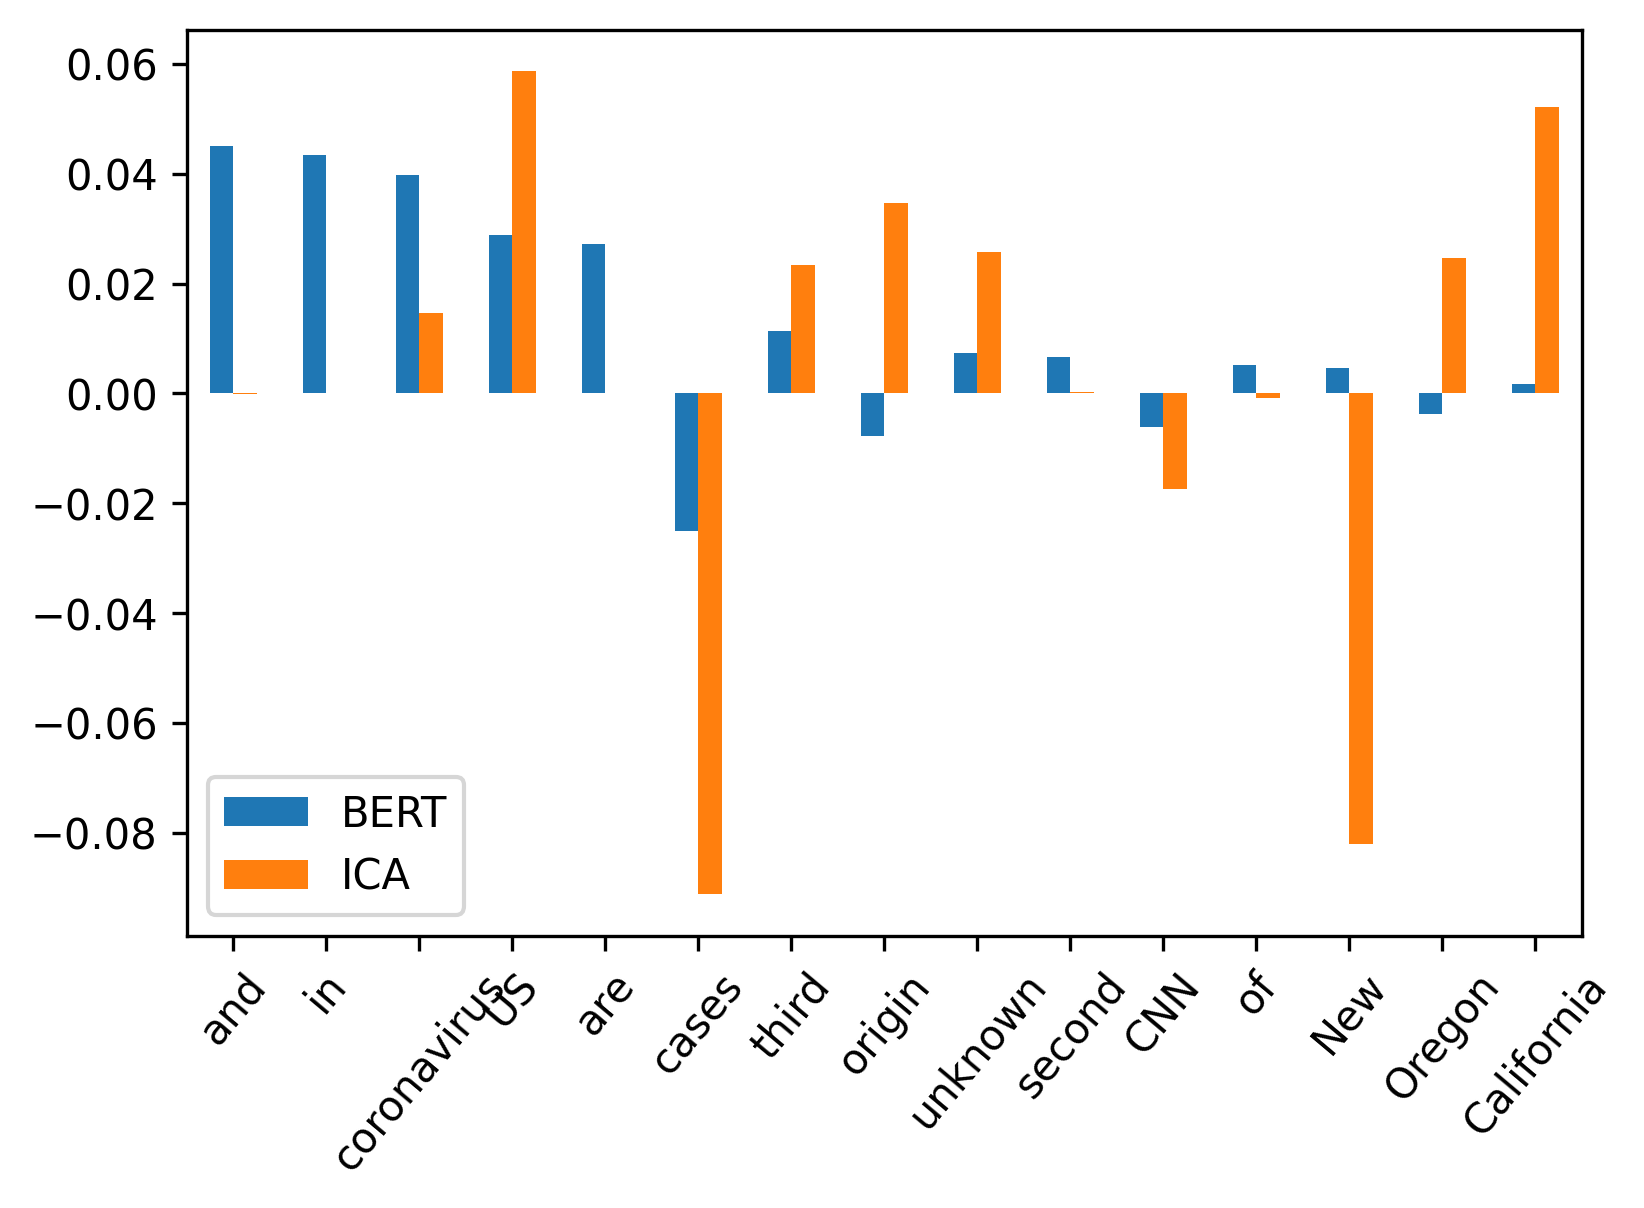 0.06
0.04
0.02
0.00
−0.02
−0.04
−0.06
−0.08
BERT
ICA
and
in
coronavirus
US
are
cases
third
origin
unknown
second
CNN
of
New
Oregon
California